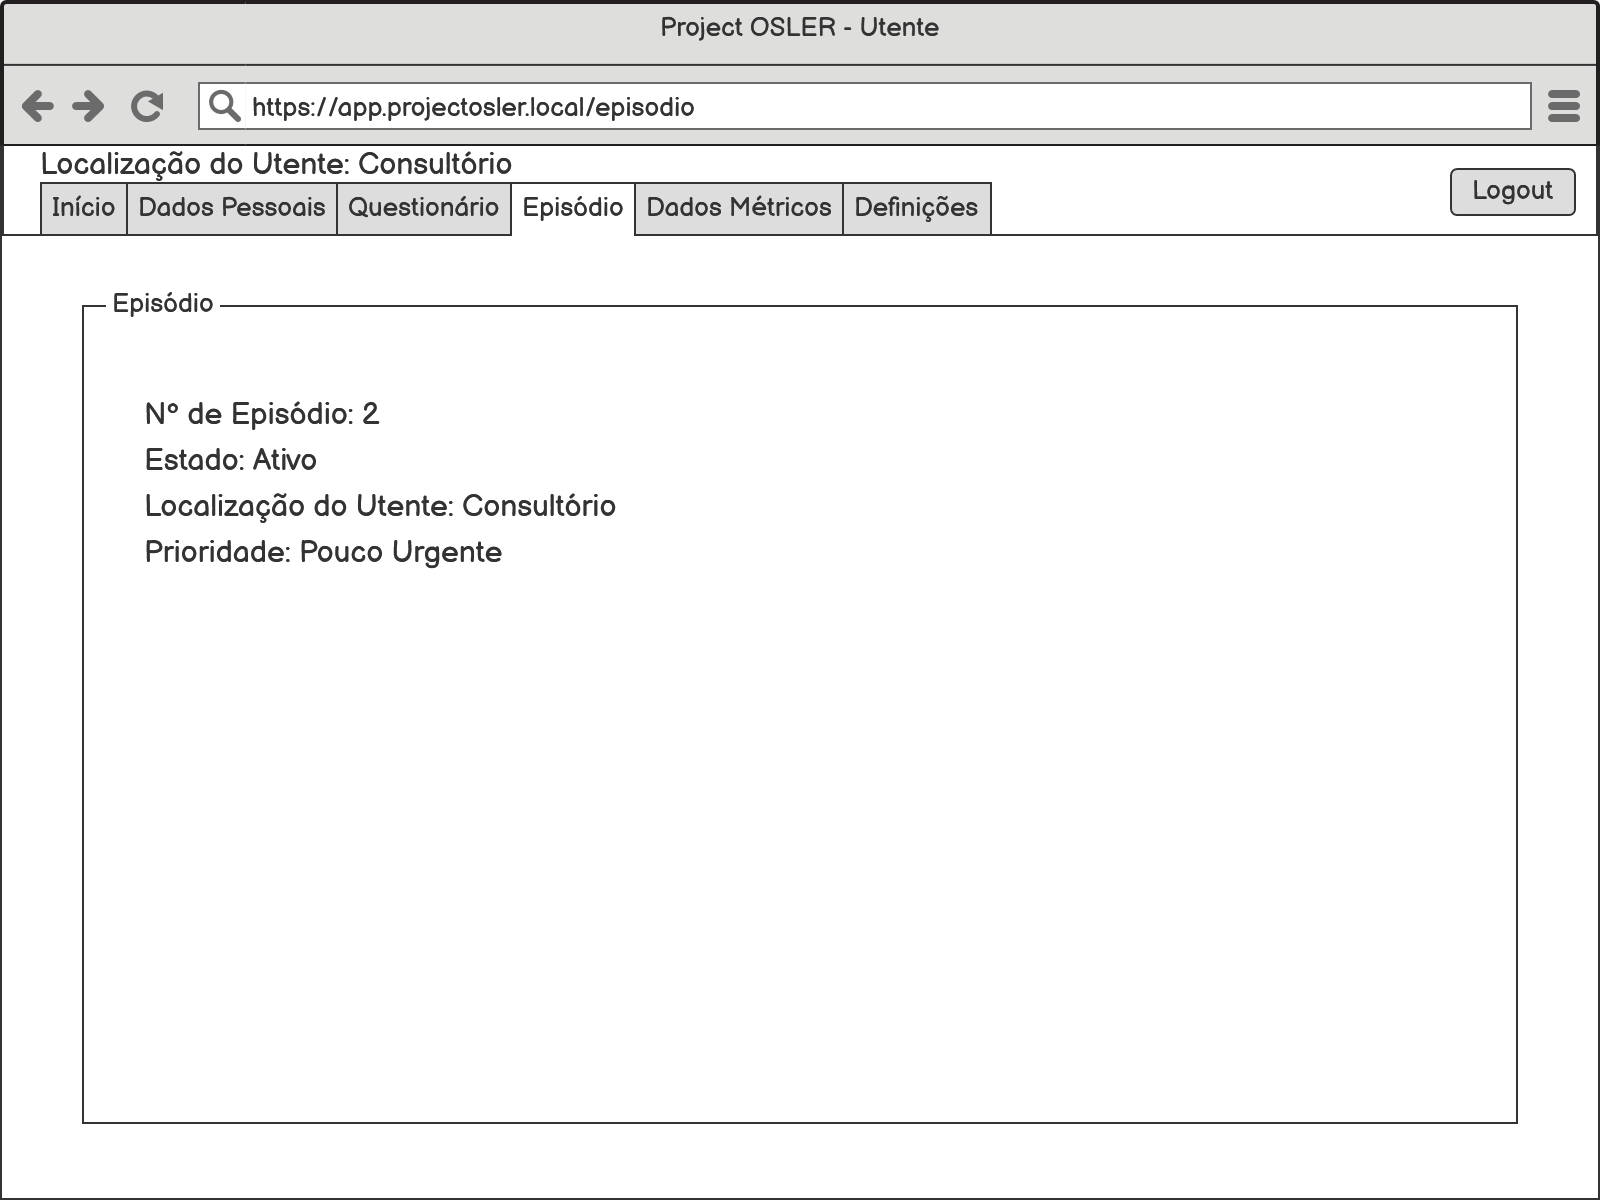 Project OSLER - Utente
https://app.projectosler.local/episodio
Localização do Utente: Consultório
Logout
Início Dados Pessoais Questionário Episódio Dados Métricos Definições
Episódio
Nº de Episódio: 2
Estado: Ativo
Localização do Utente: Consultório
Prioridade: Pouco Urgente